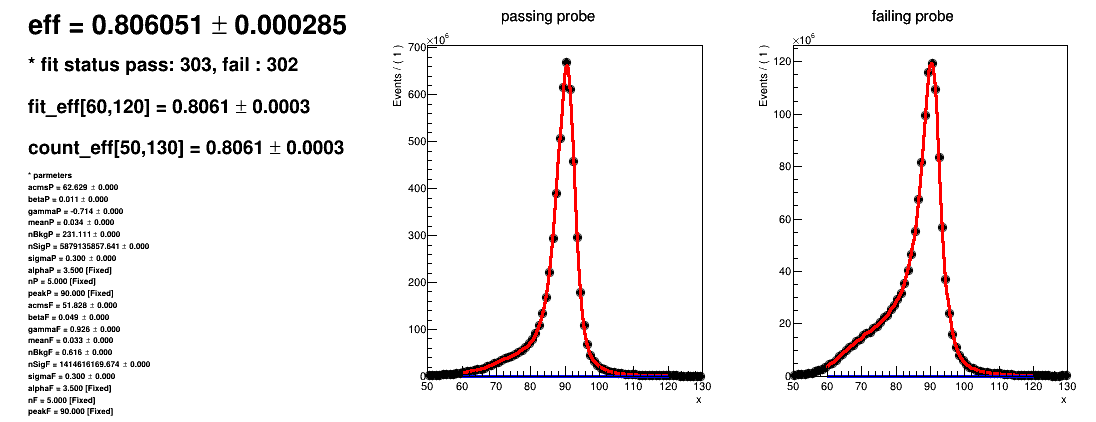 eff = 0.806051 ± 0.000285
* fit status pass: 303, fail : 302
fit_eff[60,120] = 0.8061 ± 0.0003
count_eff[50,130] = 0.8061 ± 0.0003
* parmeters
acmsP = 62.629 ± 0.000
betaP = 0.011 ± 0.000
gammaP = -0.714 ± 0.000
meanP = 0.034 ± 0.000
nBkgP = 231.111 ± 0.000
nSigP = 5879135857.641 ± 0.000
sigmaP = 0.300 ± 0.000
alphaP = 3.500 [Fixed]
nP = 5.000 [Fixed]
peakP = 90.000 [Fixed]
acmsF = 51.828 ± 0.000
betaF = 0.049 ± 0.000
gammaF = 0.926 ± 0.000
meanF = 0.033 ± 0.000
nBkgF = 0.616 ± 0.000
nSigF = 1414616169.674 ± 0.000
sigmaF = 0.300 ± 0.000
alphaF = 3.500 [Fixed]
nF = 5.000 [Fixed]
peakF = 90.000 [Fixed]
passing probe
×10⁶
Events / ( 1 )
700
600
500
400
300
200
100
0
50 60 70 80 90 100 110 120 130
x
failing probe
×10⁶
Events / ( 1 )
120
100
80
60
40
20
0
50 60 70 80 90 100 110 120 130
x